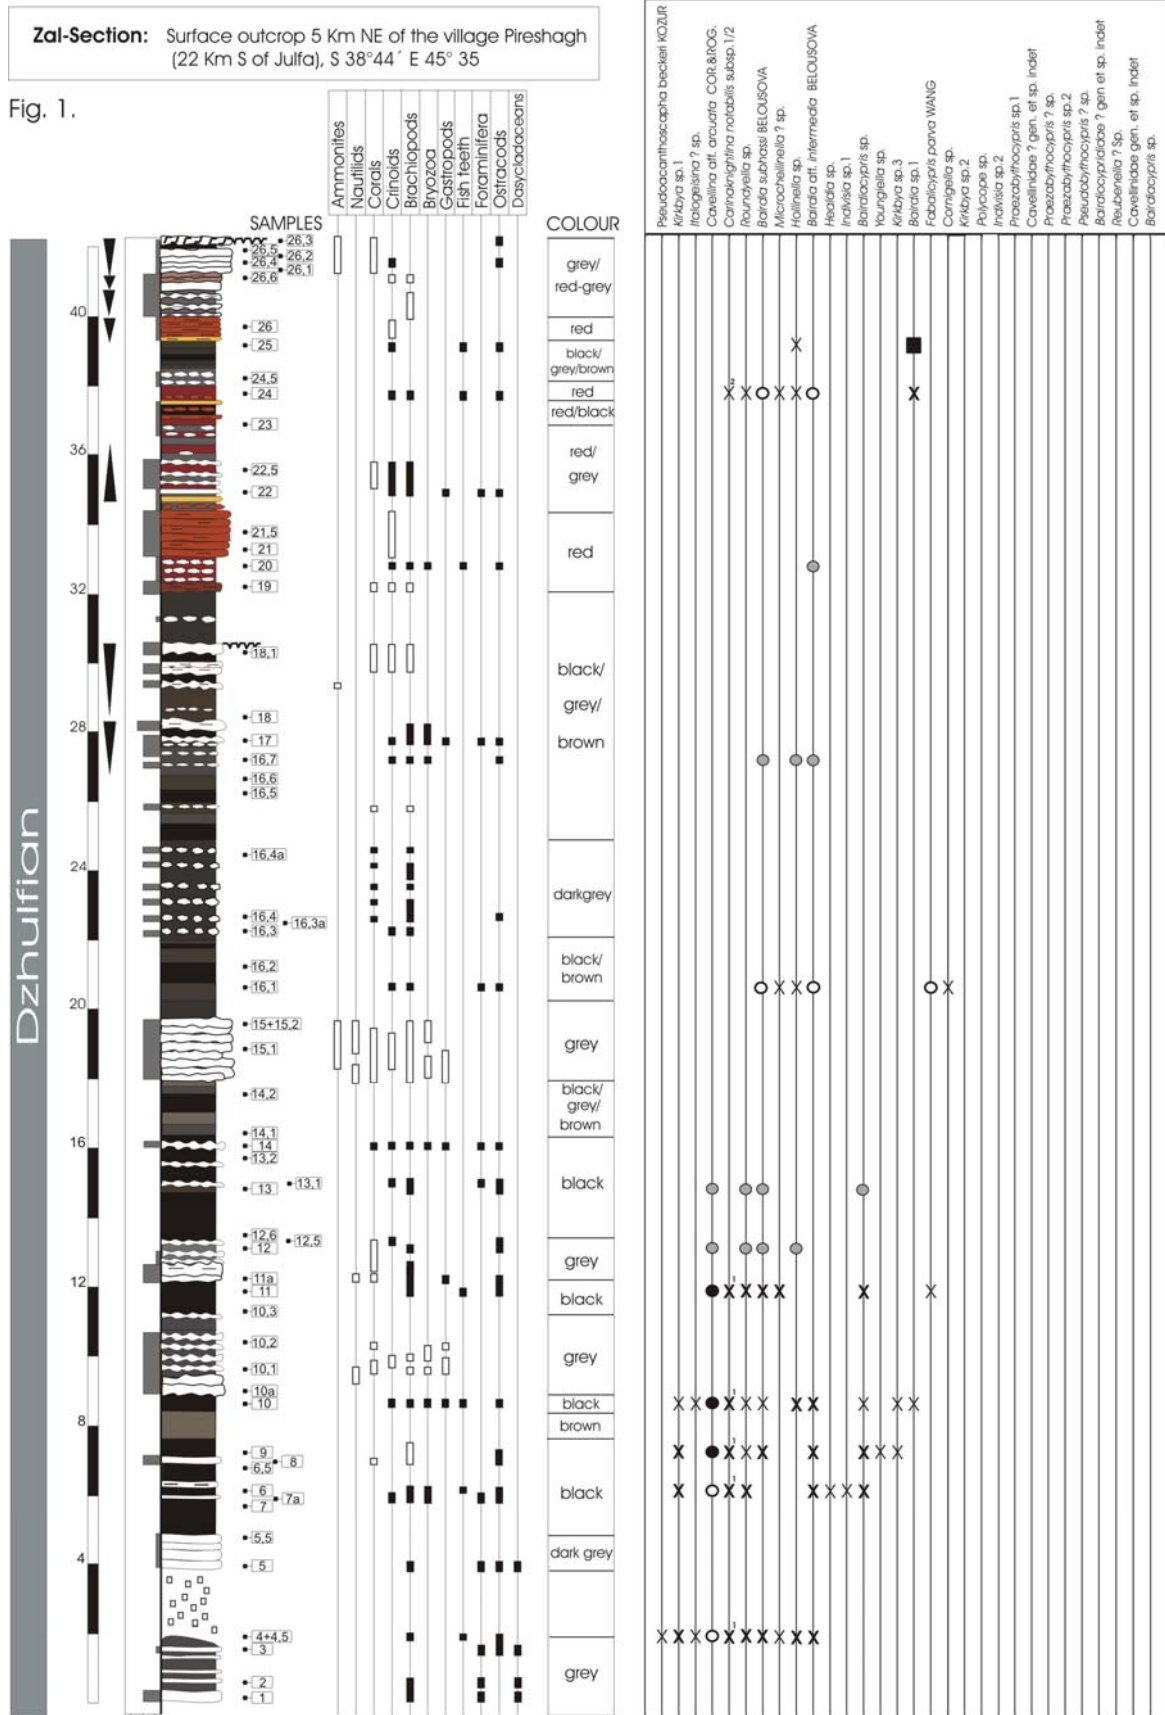 Zal-Section: Surface outcrop 5 Km NE of the village Pireshagh
(22 Km S of Julfa), S 38°44´ E 45° 35
Fig. 1.
Ammonites
Nautilids
Corals
Crinoids
Brachiopods
Bryozoa
Gastropods
Fish teeth
Foraminifera
Ostracods
Dasycladaceans
SAMPLES
COLOUR
Pseudoacanthoscapha beckeri KOZUR
Kirkbya sp.1
Italogeisina ? sp.
Cavellina aff. arouata COR.&ROG.
Carinaknightina notabilis subsp.1/2
Roundyella sp.
Bairdia subhassi BELOUSOVA
Microcheilinella ? sp.
Hollinella sp.
Bairdia aff. intermedia BELOUSOVA
Healdia sp.
Indivisia sp.1
Bairdiacypris sp.
Youngiella sp.
Kirkbya sp.3
Bairdia sp.1
Fabalicypris parva WANG
Cornigella sp.
Kirkbya sp.2
Polycope sp.
Indivisia sp.2
Praezabythocypris sp.1
Cavellinidae ? gen. et sp. indet
Praezabythocypris ? sp.
Praezabythocypris sp.2
Pseudobythocypris ? sp.
Bairdiocyprididae ? gen et sp. indet
Reubenella ? Sp.
Cavellinidae gen. et sp. Indet
Bairdiacypris sp.
Dzhulfian
40
36
32
28
24
20
16
12
8
4
26,3
26,5
26,2
26,4
26,1
26,6
26
25
24,5
24
23
22,5
22
21,5
21
20
19
18,1
18
17
16,7
16,6
16,5
16,4a
16,4
16,3a
16,3
16,2
16,1
15+15,2
15,1
14,2
14,1
14
13,2
13,1
13
12,6
12,5
12
11a
11
10,3
10,2
10,1
10a
10
9
8
6,5
6
7a
7
5,5
5
4+4,5
3
2
1
grey/
red-grey
red
black/
grey/brown
red
red/black
red/
grey
red
black/
grey/
brown
darkgrey
black/
brown
grey
black/
grey/
brown
black
grey
black
grey
black
brown
black
dark grey
grey
X
2
X X X X X
X X X
1
X X X X X X
1
X X X X X X X X X X
1
X X X X X X X X
1
X X X X X X X
1
X X X X X X X X X